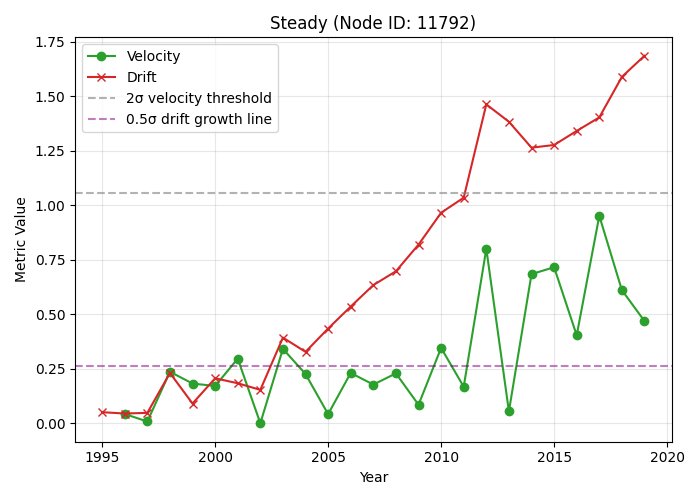 Steady (Node ID: 11792)
Velocity
Drift
2σ velocity threshold
0.5σ drift growth line
Metric Value
1.75
1.50
1.25
1.00
0.75
0.50
0.25
0.00
1995 2000 2005 2010 2015 2020
Year